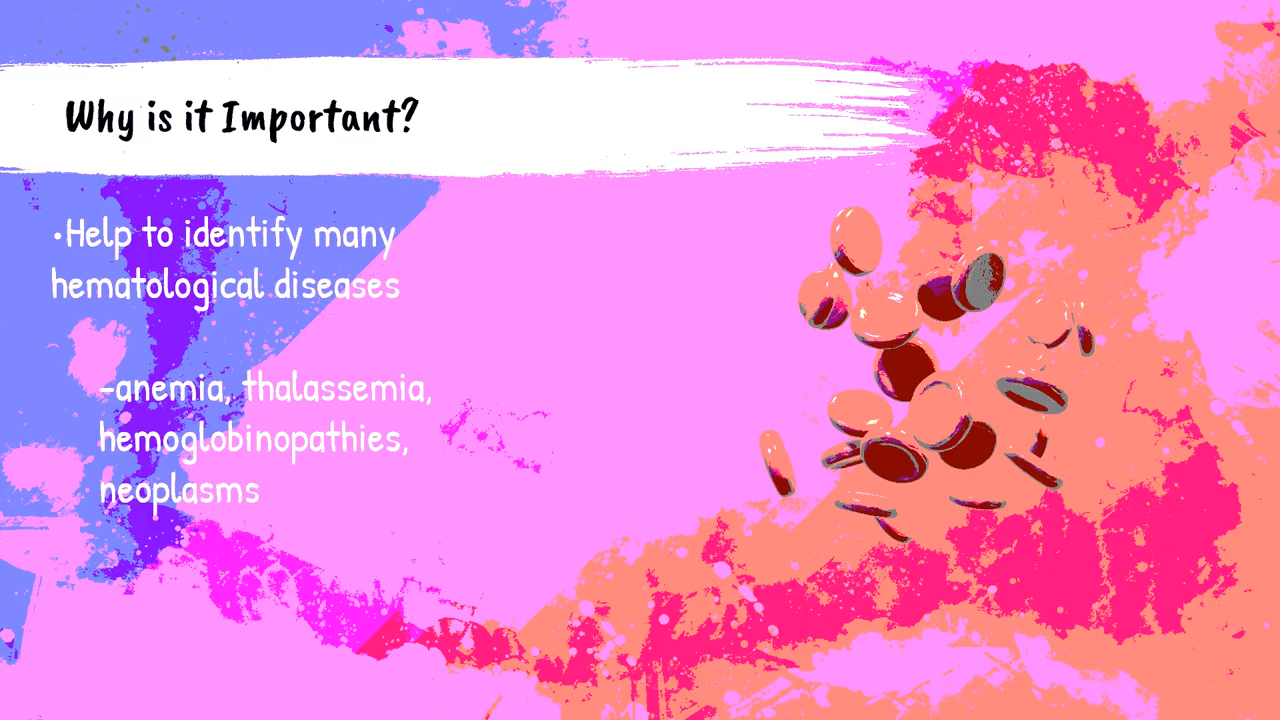 Why is it Important?
•Help to identify many
hematological diseases
-anemia, thalassemia,
hemoglobinopathies,
neoplasms